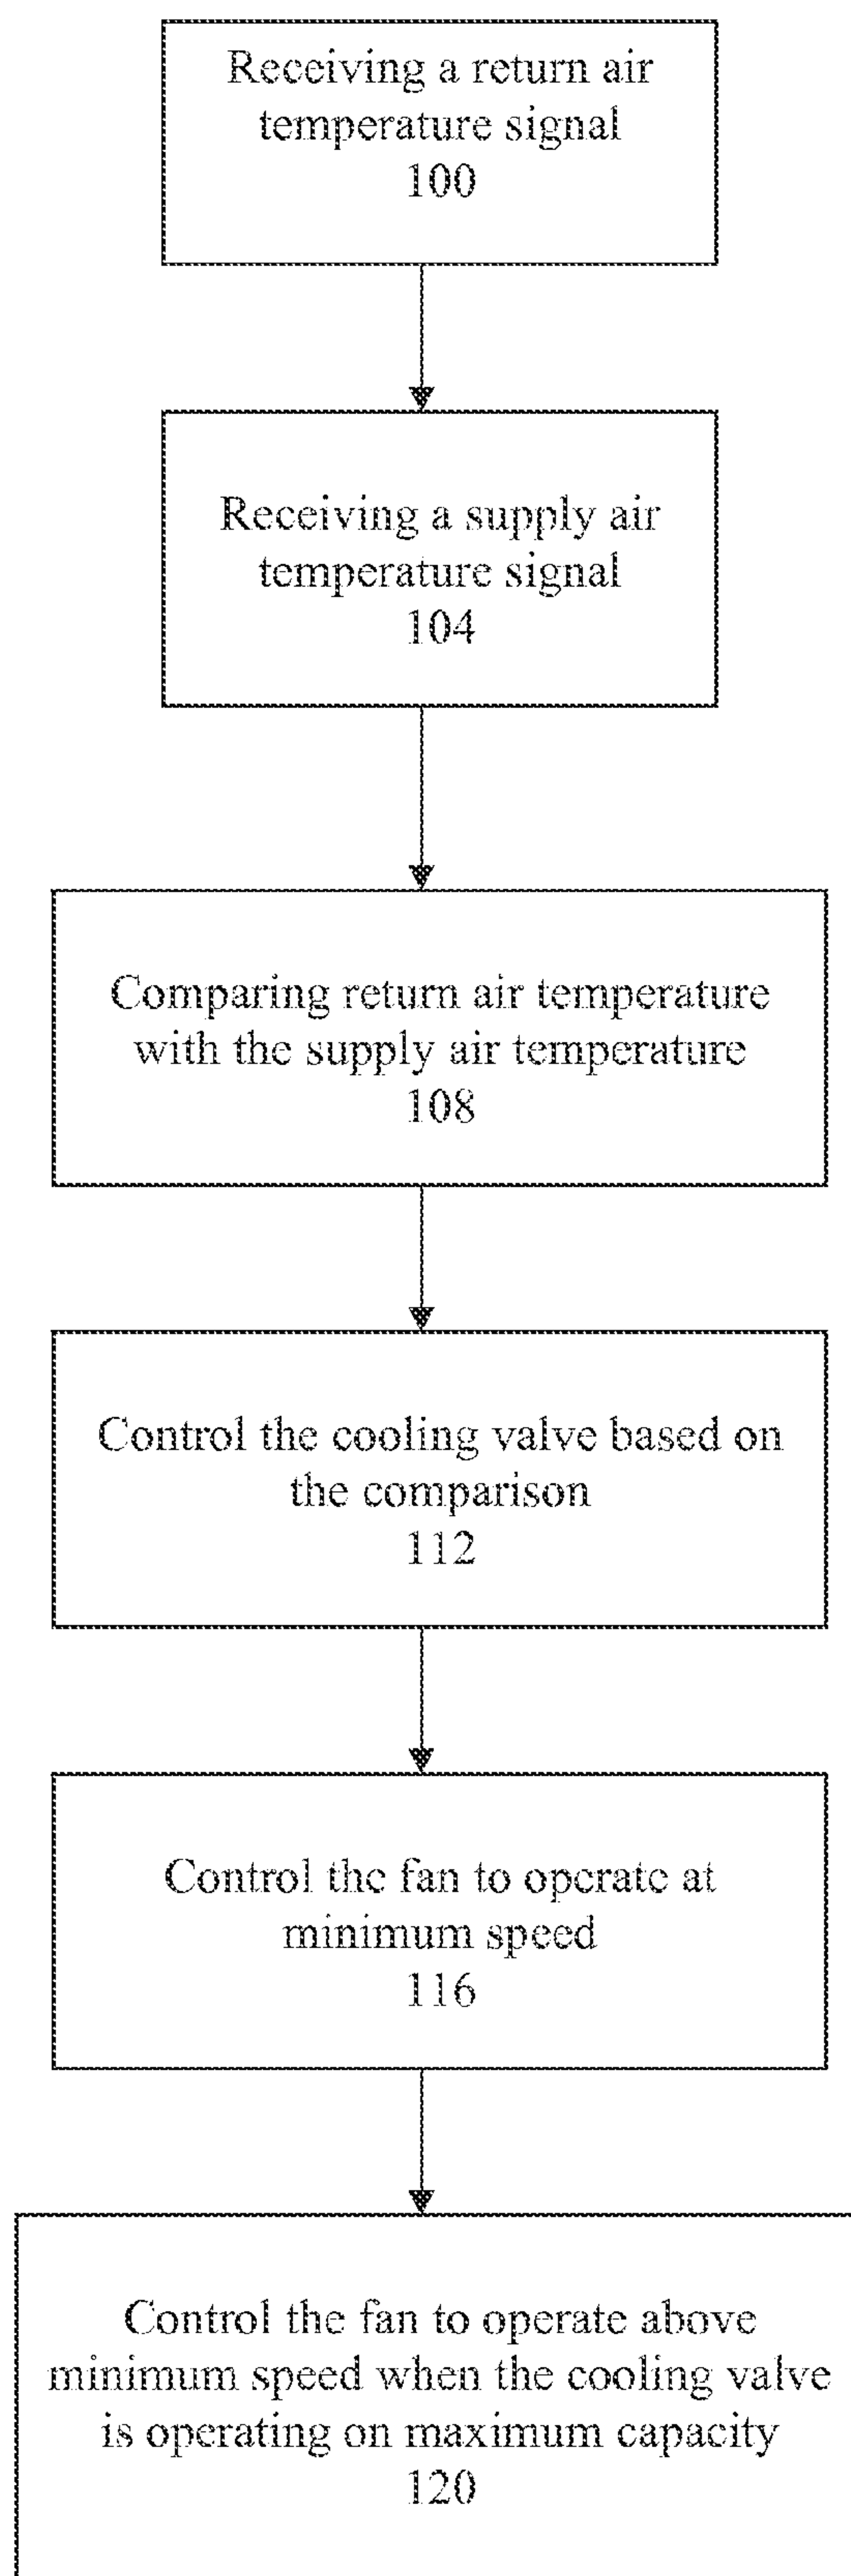 Receiving a return air
temperature signal
100
Receiving a supply air
temperature signal
104
Comparing return air temperature
with the supply air temperature
108
Control the cooling valve based on
the comparison
112
Control the fan to operate at
minimum speed
116
Control the fan to operate above
minimum speed when the cooling valve
is operating on maximum capacity
120